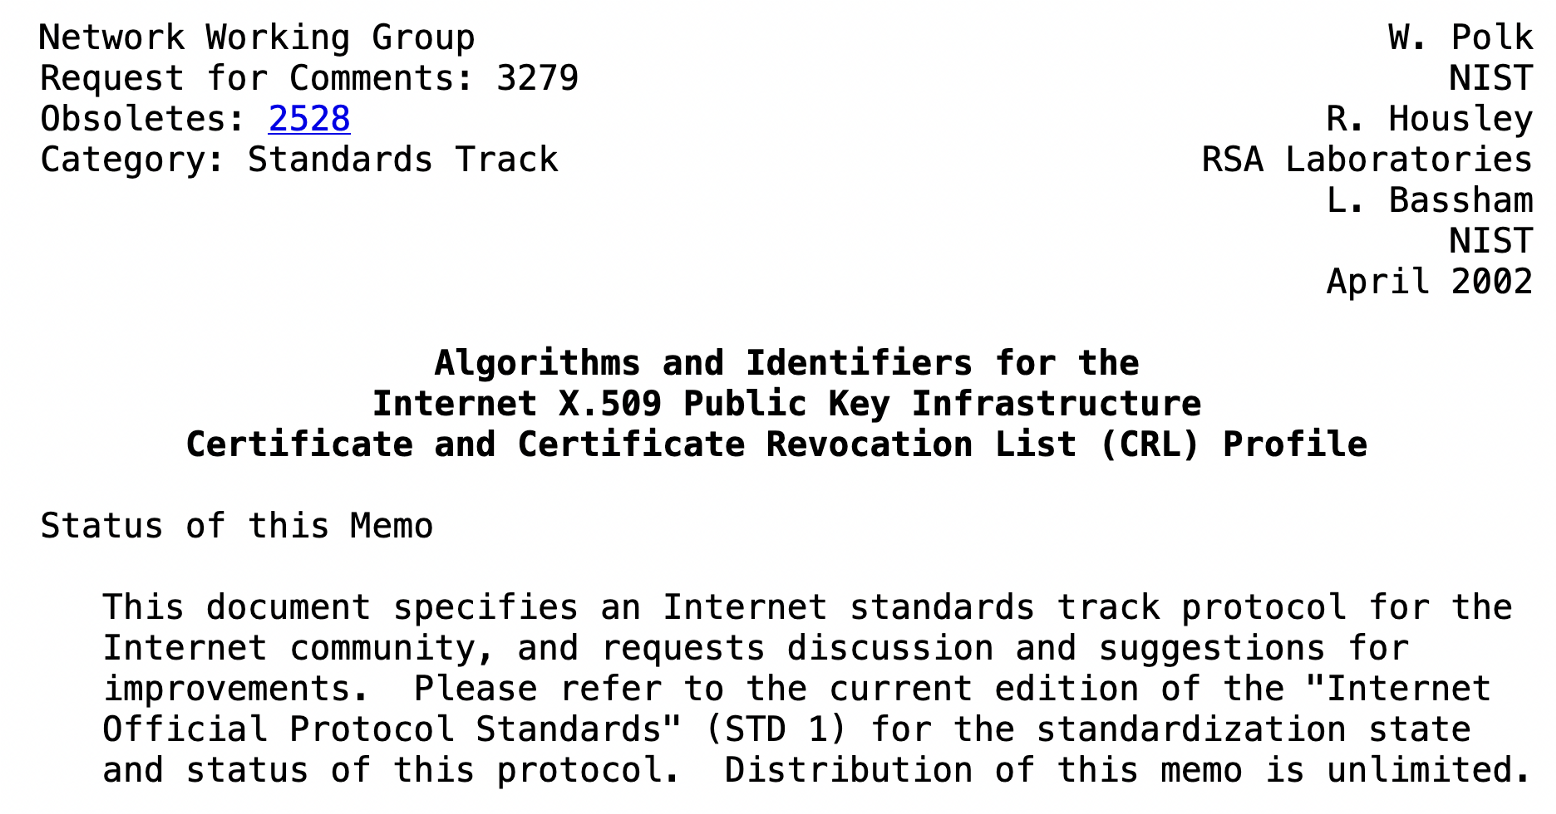 Network Working Group W. Polk
Request for Comments: 3279 NIST
Obsoletes: 2528 R. Housley
Category: Standards Track RSA Laboratories
L. Bassham
NIST
April 2002
Algorithms and Identifiers for the
Internet X.509 Public Key Infrastructure
Certificate and Certificate Revocation List (CRL) Profile
Status of this Memo
This document specifies an Internet standards track protocol for the
Internet community, and requests discussion and suggestions for
improvements.  Please refer to the current edition of the "Internet
Official Protocol Standards" (STD 1) for the standardization state
and status of this protocol.  Distribution of this memo is unlimited.